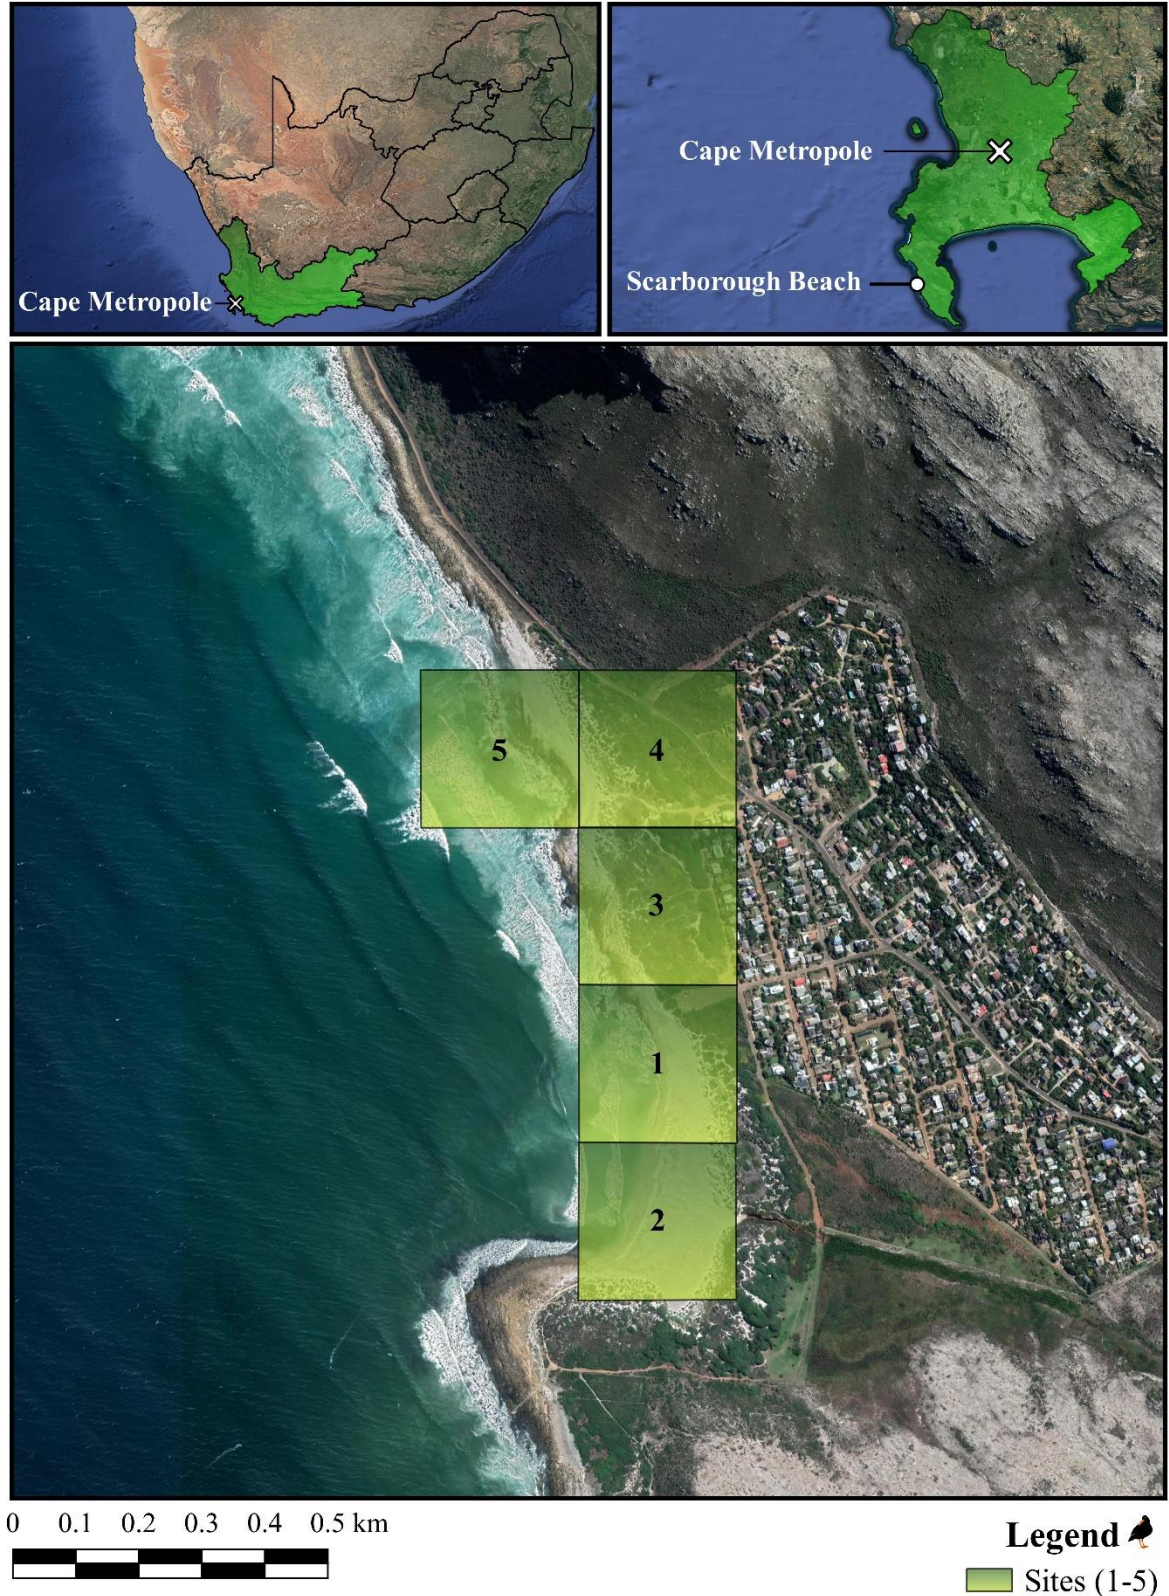 Cape Metropole
Cape Metropole
Scarborough Beach
5
4
3
1
2
0 0.1 0.2 0.3 0.4 0.5 km
Legend
Sites (1-5)